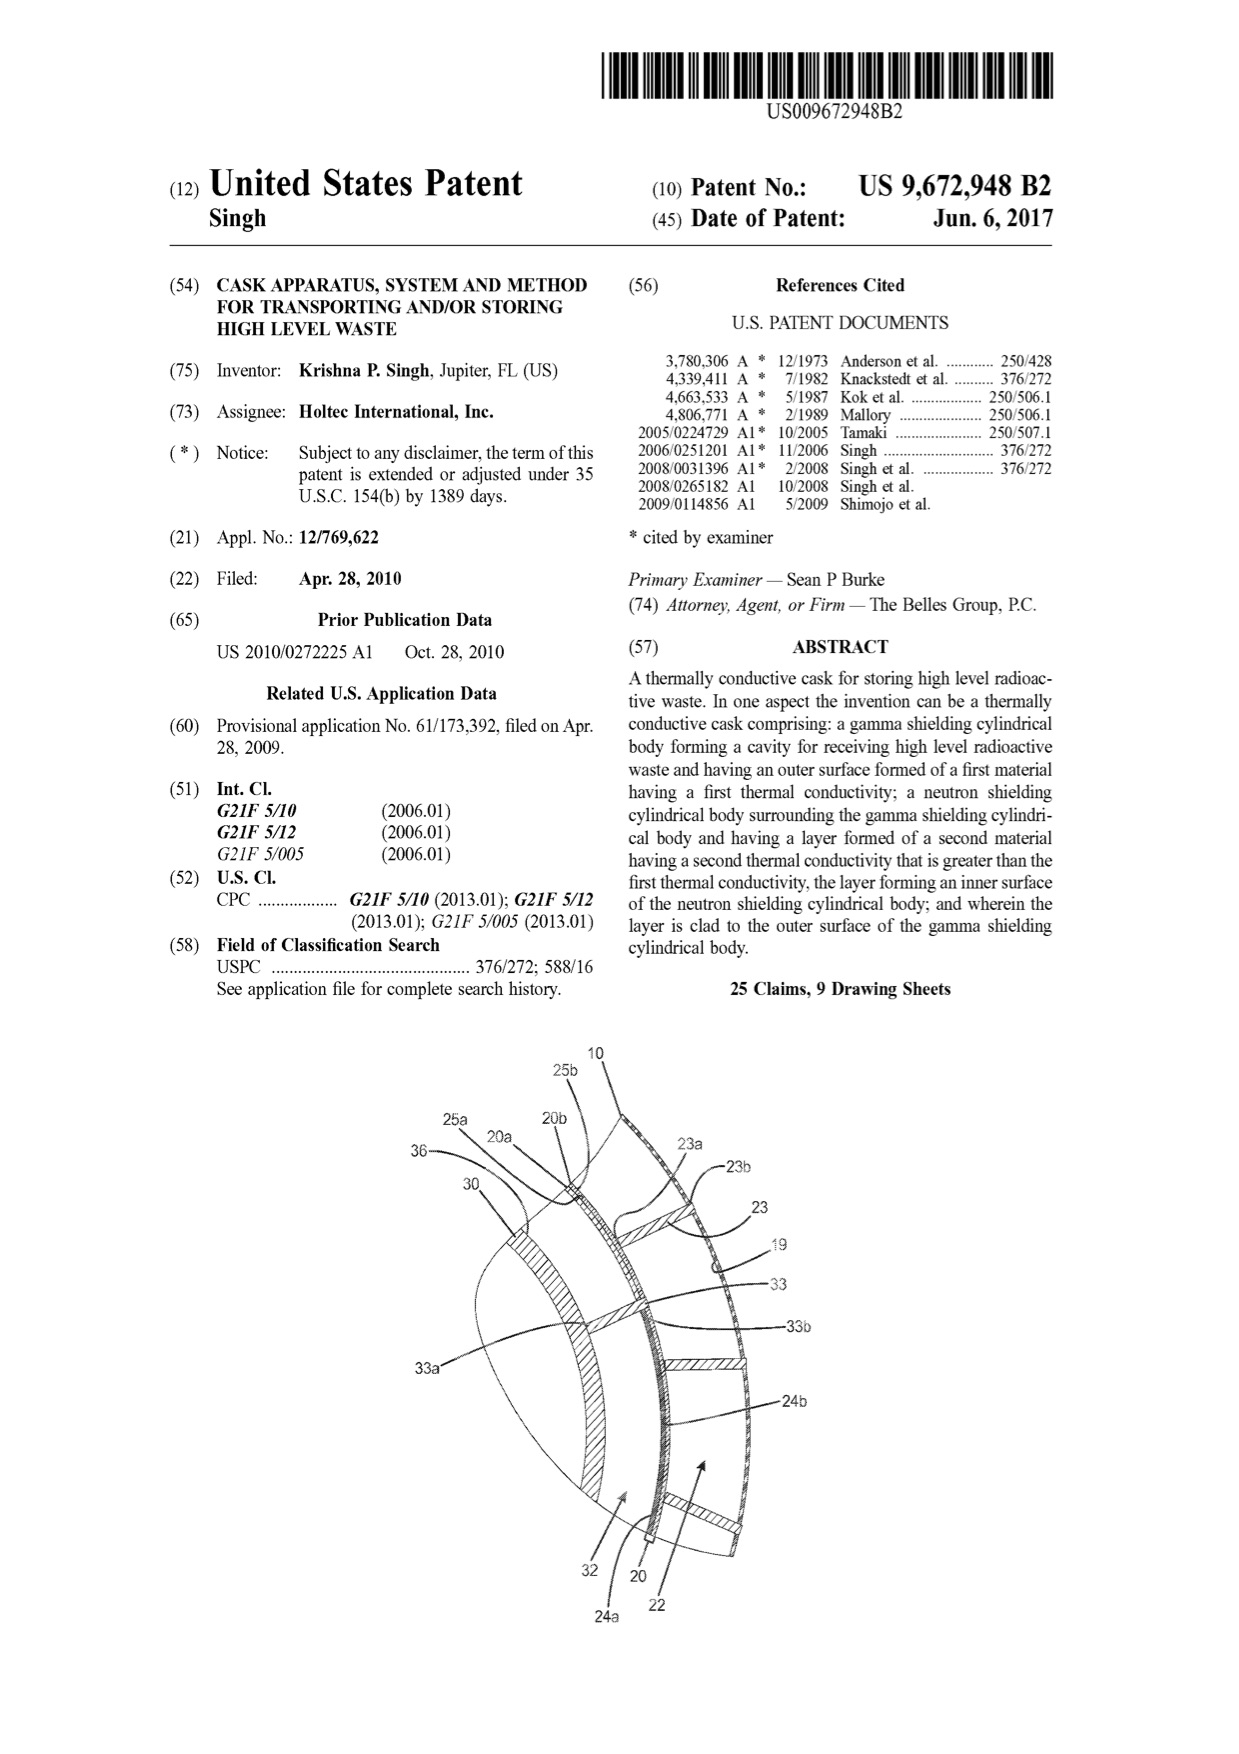 US009672948B2
(12) United States Patent
Singh
(10) Patent No.: US 9,672,948 B2
(45) Date of Patent: Jun. 6, 2017
(54) CASK APPARATUS, SYSTEM AND METHOD
FOR TRANSPORTING AND/OR STORING
HIGH LEVEL WASTE
(75) Inventor: Krishna P. Singh, Jupiter, FL (US)
(73) Assignee: Holtec International, Inc.
( * ) Notice: Subject to any disclaimer, the term of this
patent is extended or adjusted under 35
U.S.C. 154(b) by 1389 days.
(21) Appl. No.: 12/769,622
(22) Filed: Apr. 28, 2010
(65) Prior Publication Data
US 2010/0272225 A1 Oct. 28, 2010
Related U.S. Application Data
(60) Provisional application No. 61/173,392, filed on Apr.
28, 2009.
(51) Int. Cl.
G21F 5/10 (2006.01)
G21F 5/12 (2006.01)
G21F 5/005 (2006.01)
(52) U.S. Cl.
CPC .................. G21F 5/10 (2013.01); G21F 5/12
(2013.01); G21F 5/005 (2013.01)
(58) Field of Classification Search
USPC ............................................ 376/272; 588/16
See application file for complete search history.
(56) References Cited
U.S. PATENT DOCUMENTS
3,780,306 A * 12/1973 Anderson et al. ............ 250/428
4,339,411 A * 7/1982 Knackstedt et al. .......... 376/272
4,663,533 A * 5/1987 Kok et al. .................. 250/506.1
4,806,771 A * 2/1989 Mallory ...................... 250/506.1
2005/0224729 A1* 10/2005 Tamaki ...................... 250/507.1
2006/0251201 A1* 11/2006 Singh ............................ 376/272
2008/0031396 A1* 2/2008 Singh et al. .................. 376/272
2008/0265182 A1 10/2008 Singh et al.
2009/0114856 A1 5/2009 Shimojo et al.
* cited by examiner
Primary Examiner — Sean P Burke
(74) Attorney, Agent, or Firm — The Belles Group, P.C.
(57) ABSTRACT
A thermally conductive cask for storing high level radioac-
tive waste. In one aspect the invention can be a thermally
conductive cask comprising: a gamma shielding cylindrical
body forming a cavity for receiving high level radioactive
waste and having an outer surface formed of a first material
having a first thermal conductivity; a neutron shielding
cylindrical body surrounding the gamma shielding cylindri-
cal body and having a layer formed of a second material
having a second thermal conductivity that is greater than the
first thermal conductivity, the layer forming an inner surface
of the neutron shielding cylindrical body; and wherein the
layer is clad to the outer surface of the gamma shielding
cylindrical body.
25 Claims, 9 Drawing Sheets
10
25b
25a
20b
20a
23a
36
23b
30
23
19
33
33b
33a
24b
32
20
22
24a